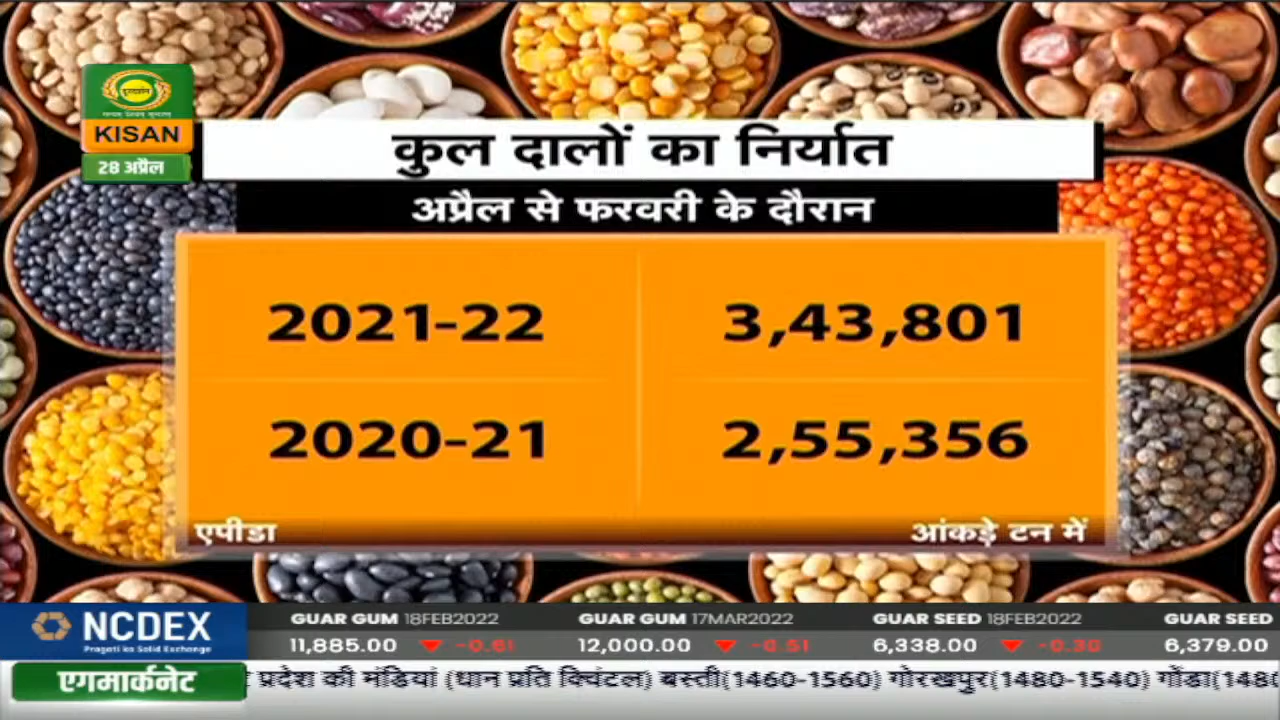 दूरदर्शन
KISAN
28 अप्रैल
कुल दालों का निर्यात
अप्रैल से फरवरी के दौरान
2021-22 3,43,801
2020-21 2,55,356
एपीडा आंकड़े टन में
NCDEX
Pragati ka Solid Exchange
GUAR GUM 18FEB2022 GUAR GUM 17MAR2022 GUAR SEED 18FEB2022 GUAR SEED
11,885.00 -0.61 12,000.00 -0.51 6,338.00 -0.30 6,379.00
एगमार्कनेट
प्रदेश की मंडियां (धान प्रति क्विंटल) बस्ती(1460-1560) गोरखपुर(1480-1540) गोंडा(1480